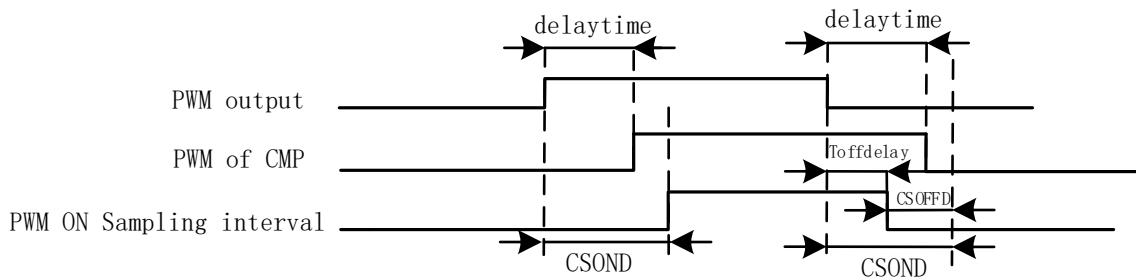 delaytime
delaytime
PWM output
PWM of CMP
Toffdelay
CSOFFD
PWM ON Sampling interval
CSOND
CSOND